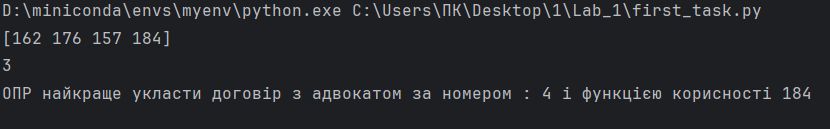 D:\miniconda\envs\myenv\python.exe C:\Users\ПК\Desktop\1\Lab_1\first_task.py
[162 176 157 184]
3
ОПР найкраще укласти договір з адвокатом за номером : 4 і функцією корисності 184